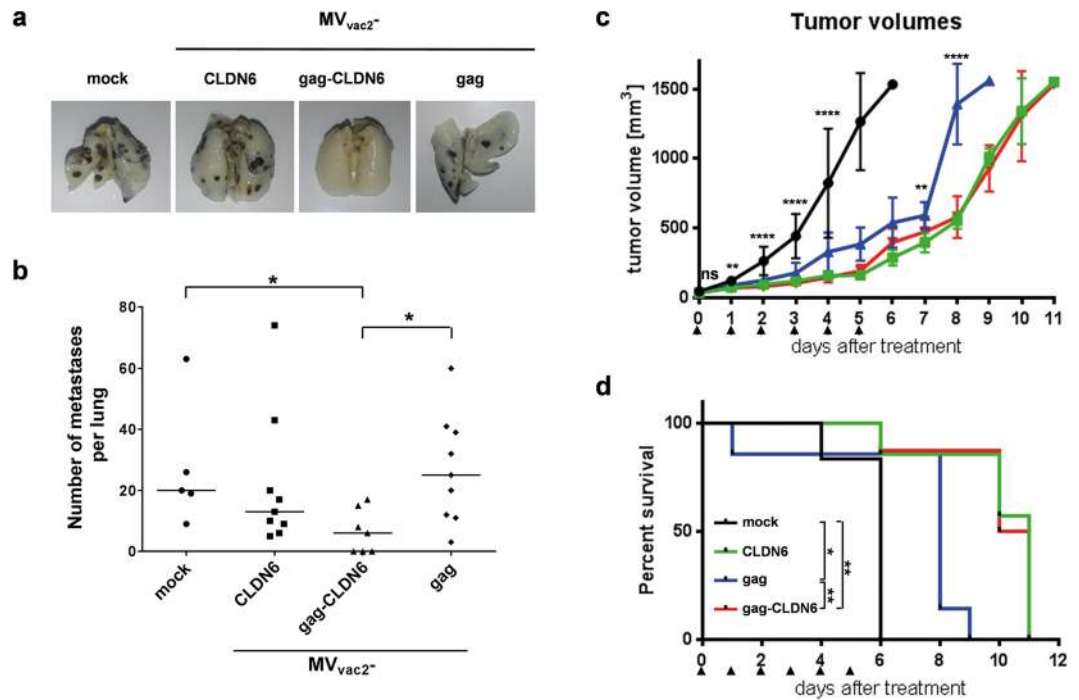 a
MVvac2-
mock
CLDN6
gag-CLDN6
gag
b
Number of metastases
per lung
80
60
40
20
0
*
*
mock
CLDN6
gag-CLDN6
gag
MVvac2-
c
Tumor volumes
tumor volume [mm3]
1500
1000
500
0
ns
**
****
****
****
**
****
0 1 2 3 4 5 6 7 8 9 10 11
days after treatment
d
Percent survival
100
50
0
mock
CLDN6
gag
gag-CLDN6
*
**
**
0 2 4 6 8 10 12
days after treatment